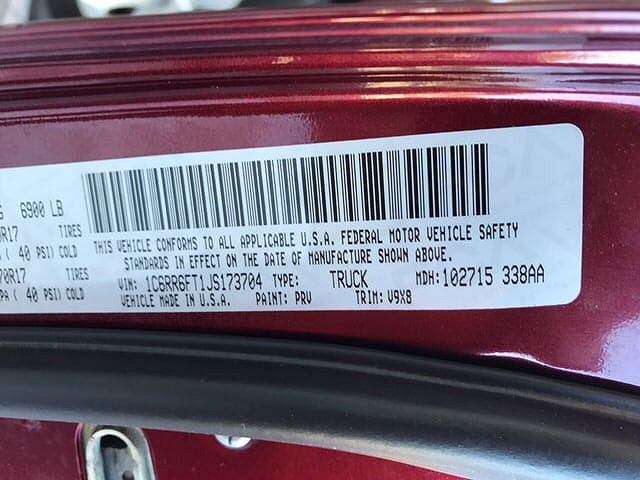 6900 LB
R17 TIRES
( 40 PSI) COLD
70R17 TIRES
PA ( 40 PSI) COLD
THIS VEHICLE CONFORMS TO ALL APPLICABLE U.S.A. FEDERAL MOTOR VEHICLE SAFETY
STANDARDS IN EFFECT ON THE DATE OF MANUFACTURE SHOWN ABOVE.
VIN: 1C6RR6FT1JS173704 TYPE: TRUCK MDH:102715 338AA
VEHICLE MADE IN U.S.A. PAINT: PRV TRIM: V9X8